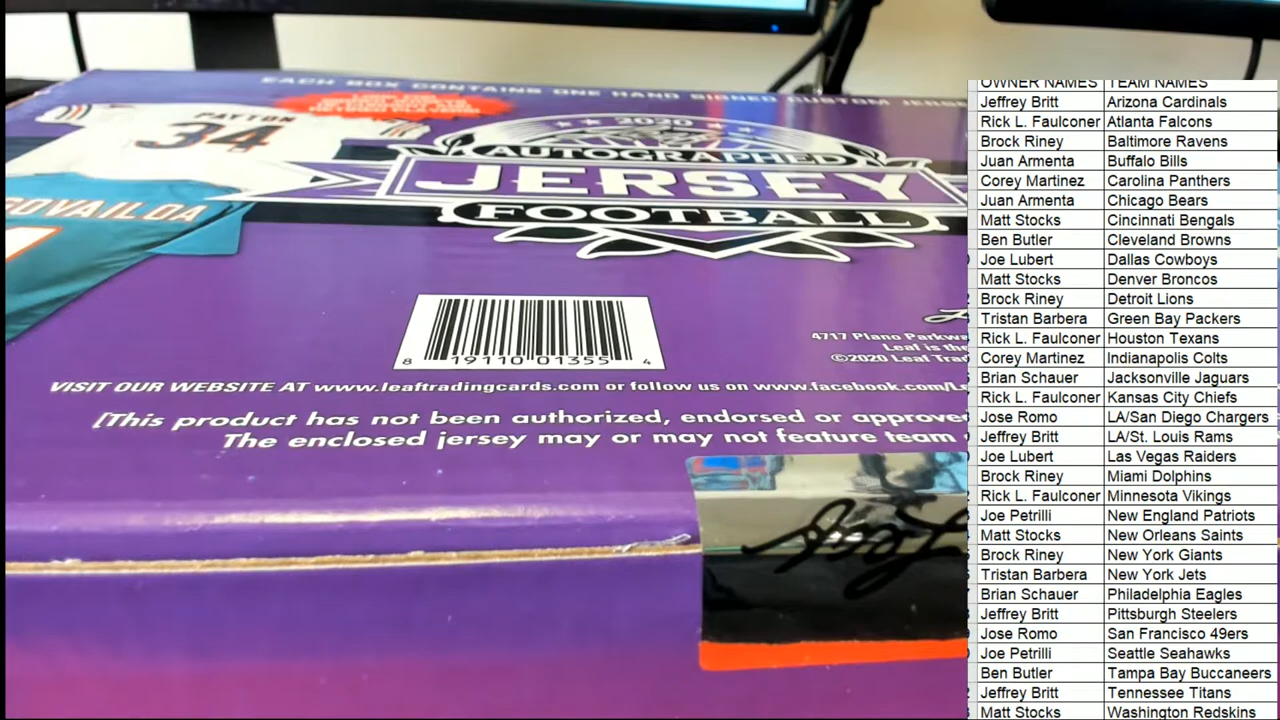 EACH BOX CONTAINS ONE HAND SIGNED CUSTOM JERSE
PAYTON
34
GOVAILOA
2020
AUTOGRAPHED
JERSEY
FOOTBALL
8 19110 01355 4
4717 Plano Parkw
Leaf is the
©2020 Leaf Trad
VISIT OUR WEBSITE AT www.leaftradingcards.com or follow us on www.facebook.com/Le
[This product has not been authorized, endorsed or approve
The enclosed jersey may or may not feature team
OWNER NAMES TEAM NAMES
Jeffrey Britt Arizona Cardinals
Rick L. Faulconer Atlanta Falcons
Brock Riney Baltimore Ravens
Juan Armenta Buffalo Bills
Corey Martinez Carolina Panthers
Juan Armenta Chicago Bears
Matt Stocks Cincinnati Bengals
Ben Butler Cleveland Browns
Joe Lubert Dallas Cowboys
Matt Stocks Denver Broncos
Brock Riney Detroit Lions
Tristan Barbera Green Bay Packers
Rick L. Faulconer Houston Texans
Corey Martinez Indianapolis Colts
Brian Schauer Jacksonville Jaguars
Rick L. Faulconer Kansas City Chiefs
Jose Romo LA/San Diego Chargers
Jeffrey Britt LA/St. Louis Rams
Joe Lubert Las Vegas Raiders
Brock Riney Miami Dolphins
Rick L. Faulconer Minnesota Vikings
Joe Petrilli New England Patriots
Matt Stocks New Orleans Saints
Brock Riney New York Giants
Tristan Barbera New York Jets
Brian Schauer Philadelphia Eagles
Jeffrey Britt Pittsburgh Steelers
Jose Romo San Francisco 49ers
Joe Petrilli Seattle Seahawks
Ben Butler Tampa Bay Buccaneers
Jeffrey Britt Tennessee Titans
Matt Stocks Washington Redskins